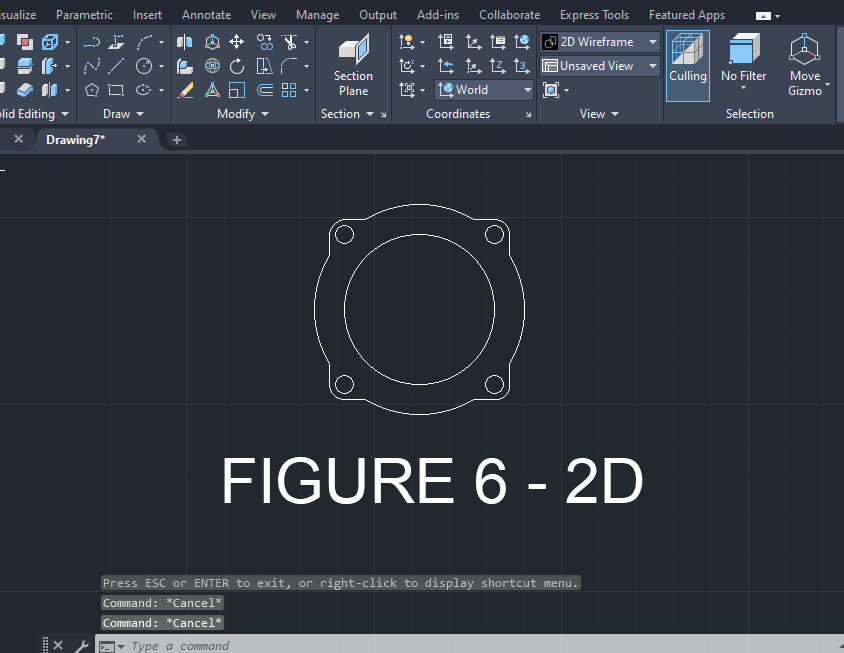 sualize Parametric Insert Annotate View Manage Output Add-ins Collaborate Express Tools Featured Apps
2D Wireframe
Unsaved View
World
Section Plane
Culling
No Filter
Move Gizmo
olid Editing Draw Modify Section Coordinates View Selection
Drawing7*
FIGURE 6 - 2D
Press ESC or ENTER to exit, or right-click to display shortcut menu.
Command: *Cancel*
Command: *Cancel*
Type a command